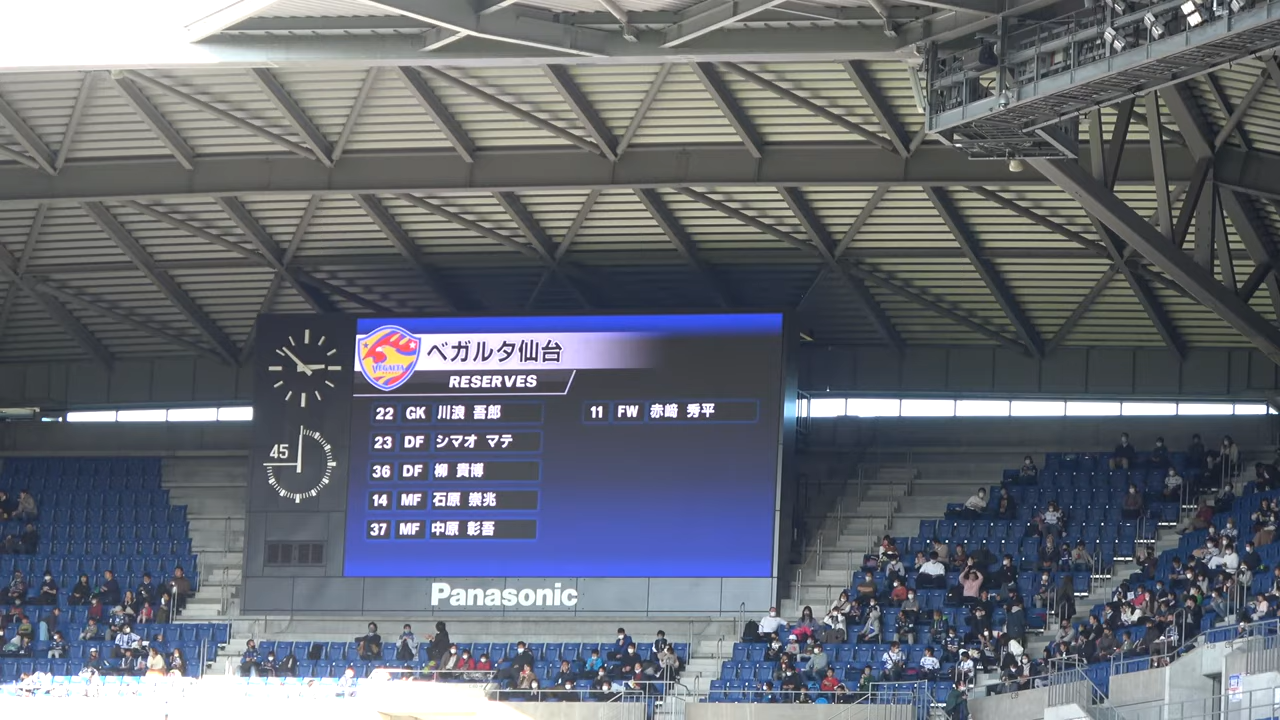 ベガルタ仙台
VEGALTA
RESERVES
22 GK 川浪 吾郎
23 DF シマオ マテ
36 DF 柳 貴博
14 MF 石原 崇兆
37 MF 中原 彰吾
11 FW 赤﨑 秀平
45
Panasonic